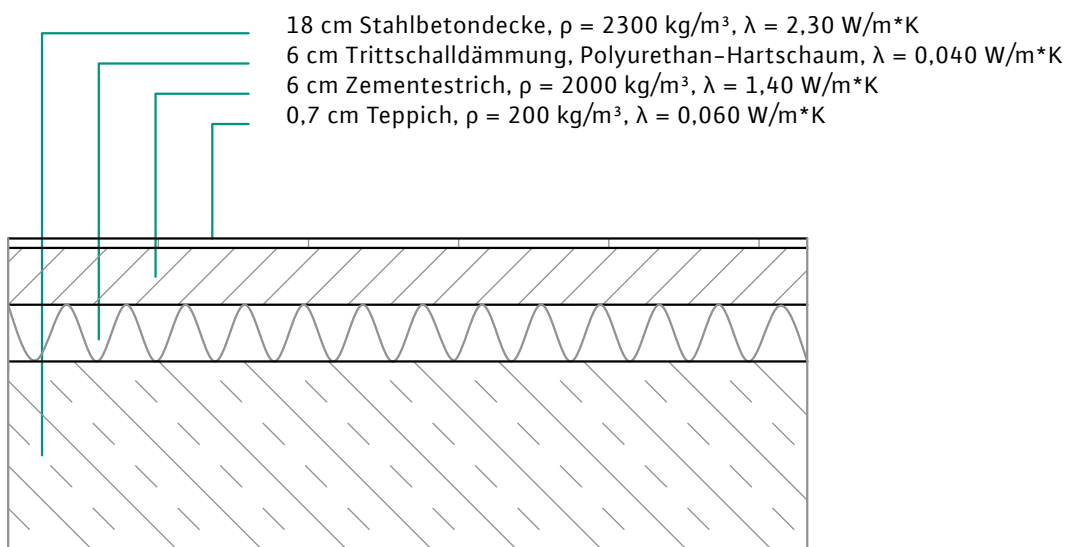 18 cm Stahlbetondecke, ρ = 2300 kg/m³, λ = 2,30 W/m*K
6 cm Trittschalldämmung, Polyurethan-Hartschaum, λ = 0,040 W/m*K
6 cm Zementestrich, ρ = 2000 kg/m³, λ = 1,40 W/m*K
0,7 cm Teppich, ρ = 200 kg/m³, λ = 0,060 W/m*K